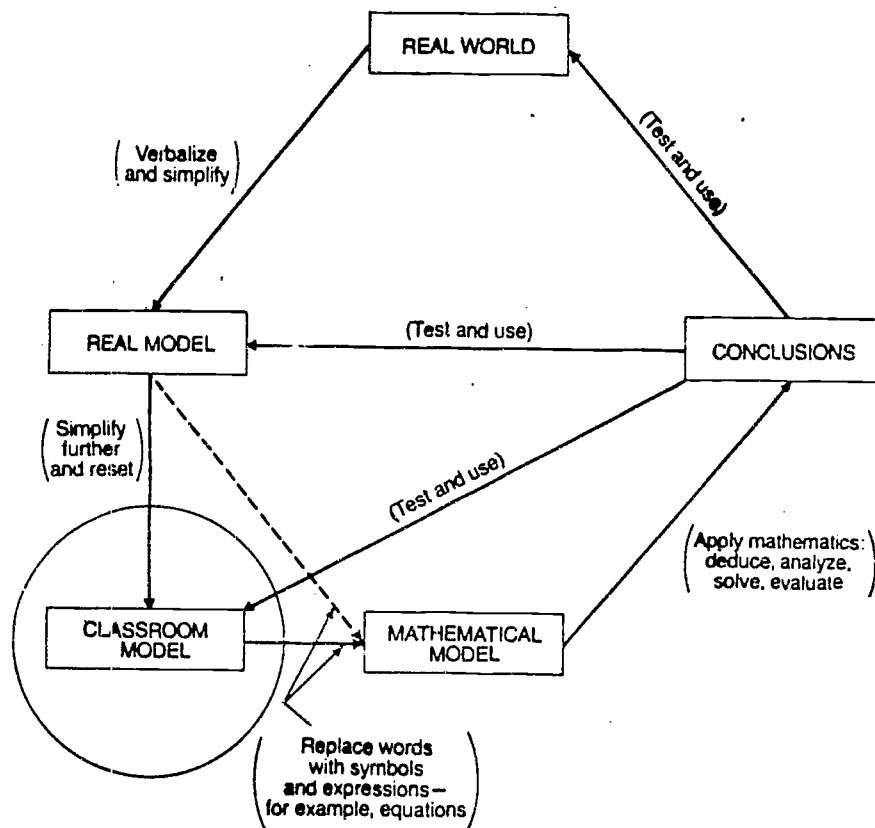 REAL WORLD
(Verbalize
and simplify)
(Test and use)
REAL MODEL
(Test and use)
CONCLUSIONS
(Simplify
further
and reset)
(Test and use)
(Apply mathematics:
deduce, analyze,
solve, evaluate)
CLASSROOM
MODEL
MATHEMATICAL
MODEL
(Replace words
with symbols
and expressions—
for example, equations)